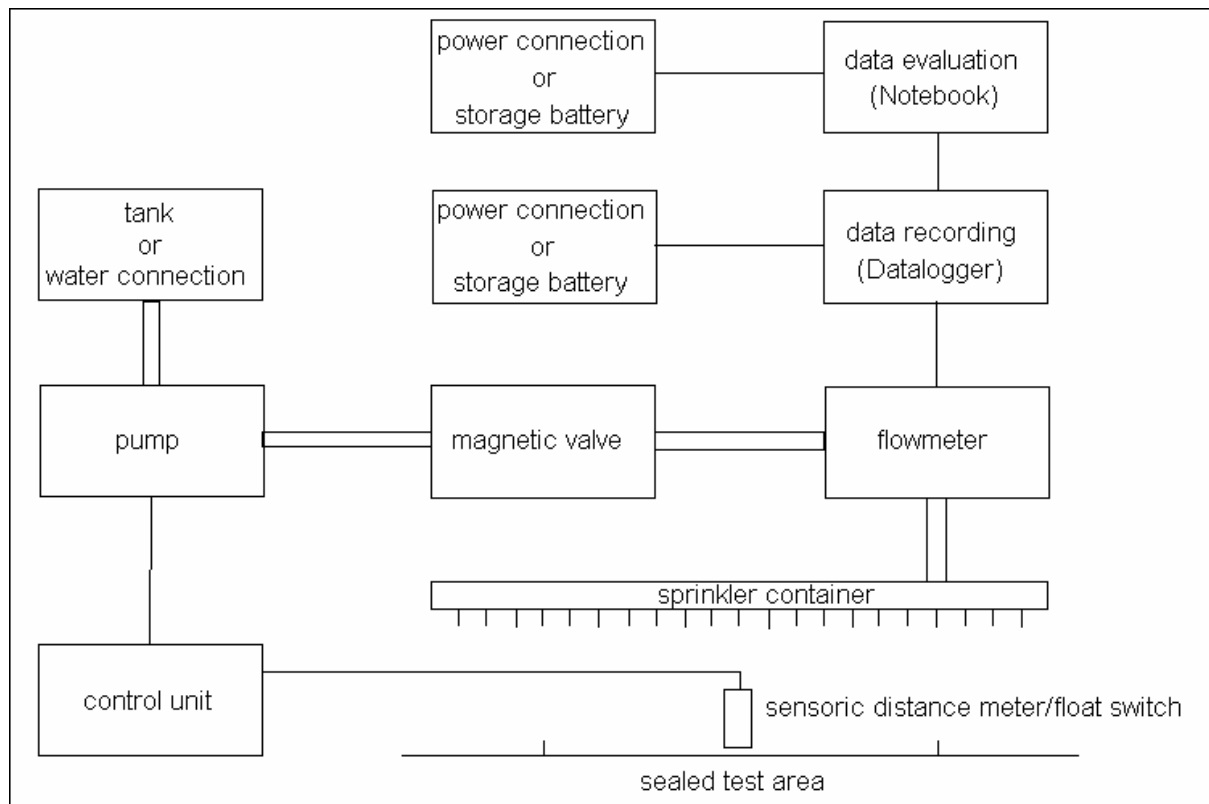 power connection
or
storage battery
data evaluation
(Notebook)
tank
or
water connection
power connection
or
storage battery
data recording
(Datalogger)
pump
magnetic valve
flowmeter
sprinkler container
control unit
sensoric distance meter/float switch
sealed test area